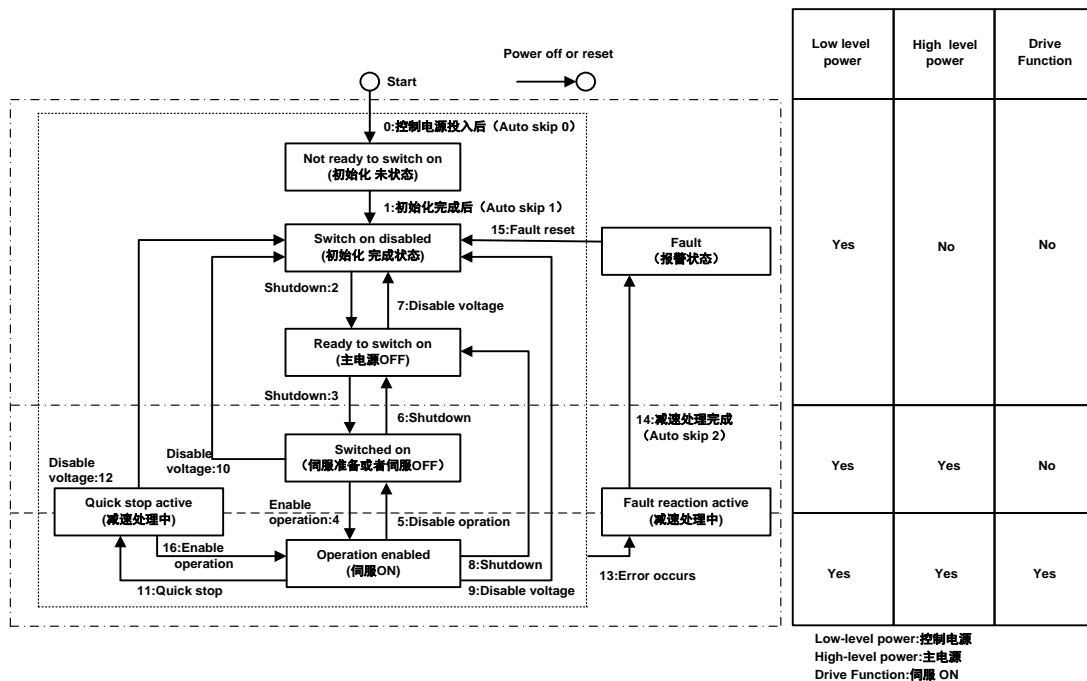 Power off or reset
Start
0:控制电源投入后（Auto skip 0）
Not ready to switch on
(初始化 未状态)
1:初始化完成后（Auto skip 1）
15:Fault reset
Switch on disabled
(初始化 完成状态)
Fault
（报警状态）
Shutdown:2
7:Disable voltage
Ready to switch on
(主电源OFF)
Shutdown:3
6:Shutdown
14:减速处理完成
（Auto skip 2）
Switched on
（伺服准备或者伺服OFF）
Disable
voltage:10
Disable
voltage:12
Quick stop active
(减速处理中)
Enable
operation:4
5:Disable opration
Fault reaction active
(减速处理中)
16:Enable
operation
Operation enabled
(伺服ON)
8:Shutdown
13:Error occurs
11:Quick stop
9:Disable voltage
Low level
power
High level
power
Drive
Function
Yes
No
No
Yes
Yes
No
Yes
Yes
Yes
Low-level power:控制电源
High-level power:主电源
Drive Function:伺服 ON